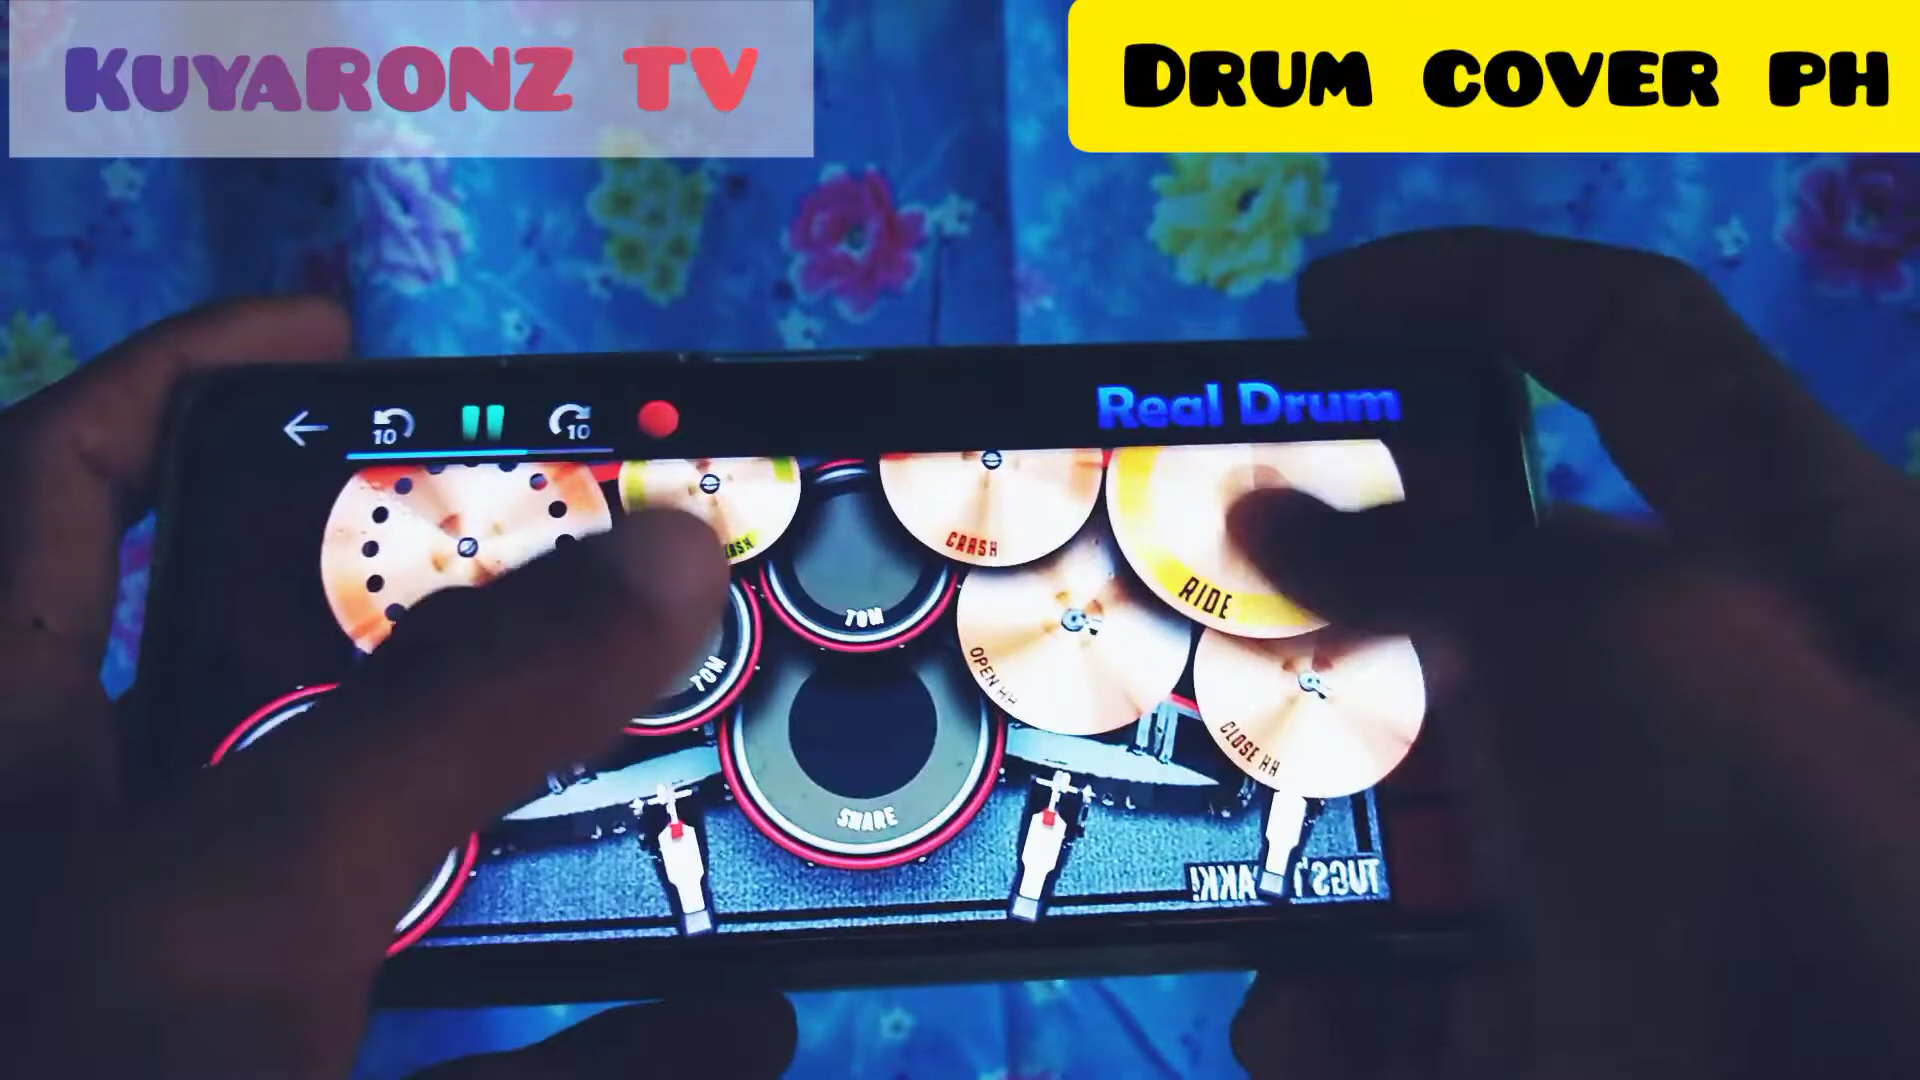 KUYARONZ TV
DRUM COVER PH
10
10
Real Drum
CRASH
RIDE
TOM
TOM
OPEN HH
CLOSE HH
SNARE